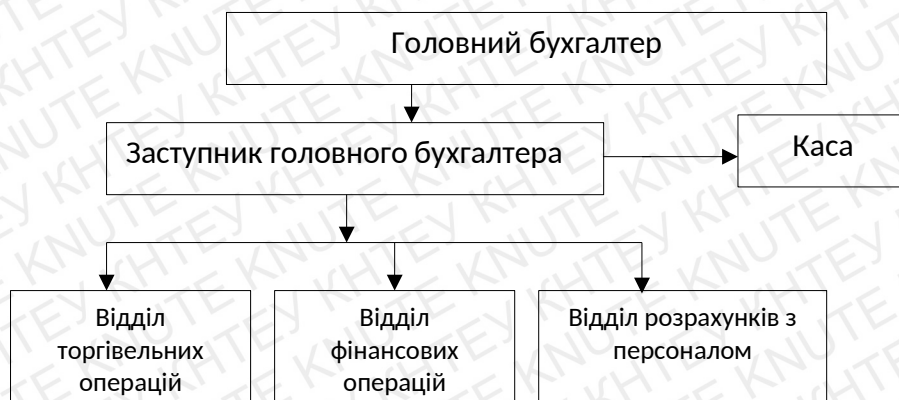 Головний бухгалтер
Заступник головного бухгалтера
Каса
Відділ
торгівельних
операцій
Відділ
фінансових
операцій
Відділ розрахунків з
персоналом